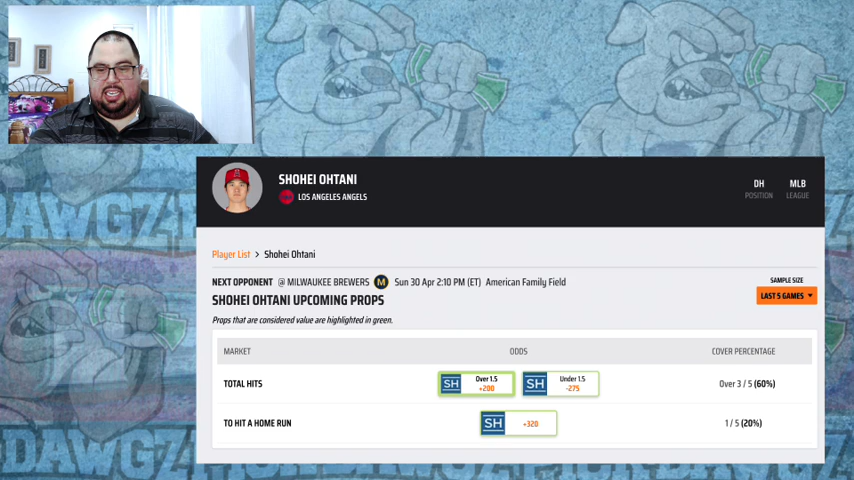 SHOHEI OHTANI
LOS ANGELES ANGELS
DH
POSITION
MLB
LEAGUE
Player List > Shohei Ohtani
NEXT OPPONENT @ MILWAUKEE BREWERS M Sun 30 Apr 2:10 PM (ET) American Family Field
SHOHEI OHTANI UPCOMING PROPS
SAMPLE SIZE
LAST 5 GAMES
Props that are considered value are highlighted in green.
MARKET ODDS COVER PERCENTAGE
TOTAL HITS
SH Over 1.5
+200
SH Under 1.5
-275
Over 3 / 5 (60%)
TO HIT A HOME RUN
SH +320
1 / 5 (20%)